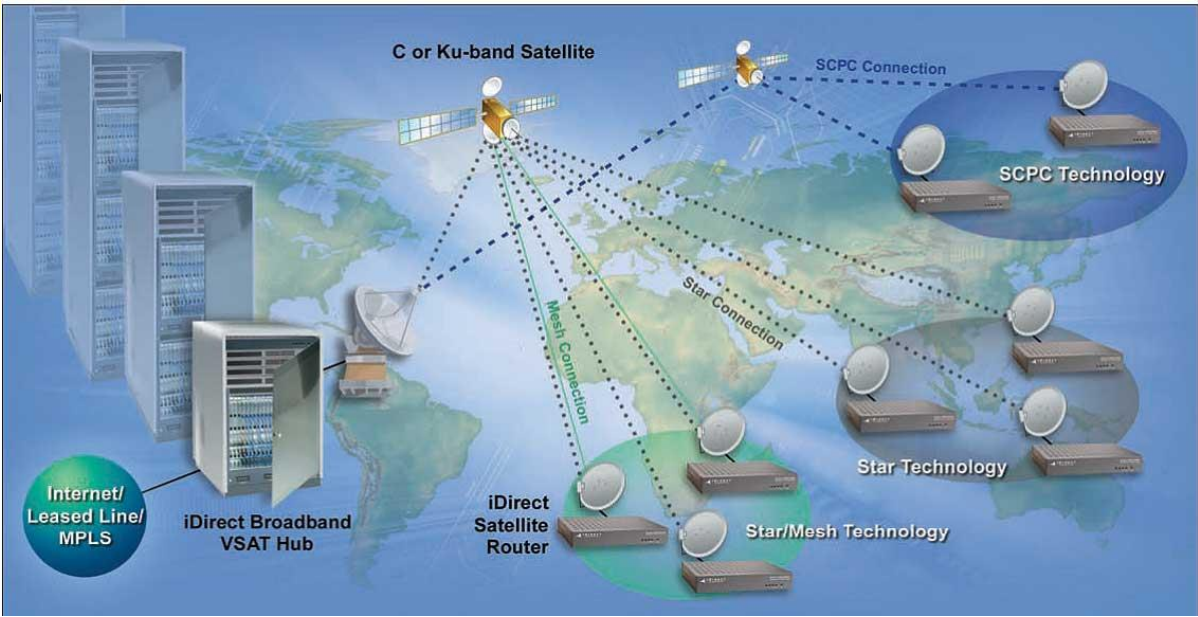 C or Ku-band Satellite
SCPC Connection
SCPC Technology
Mesh Connection
Star Connection
Star Technology
Internet/
Leased Line/
MPLS
iDirect Broadband
VSAT Hub
iDirect
Satellite
Router
Star/Mesh Technology